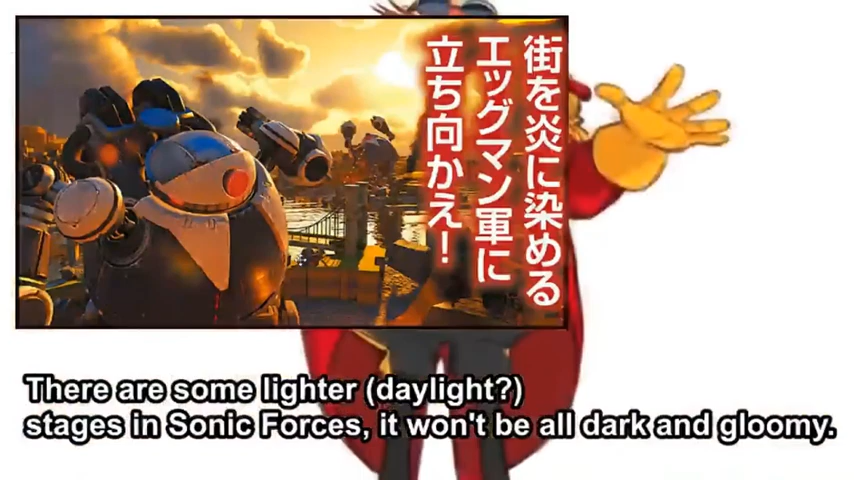 街を炎に染める
エッグマン軍に
立ち向かえ！
There are some lighter (daylight?)
stages in Sonic Forces, it won't be all dark and gloomy.